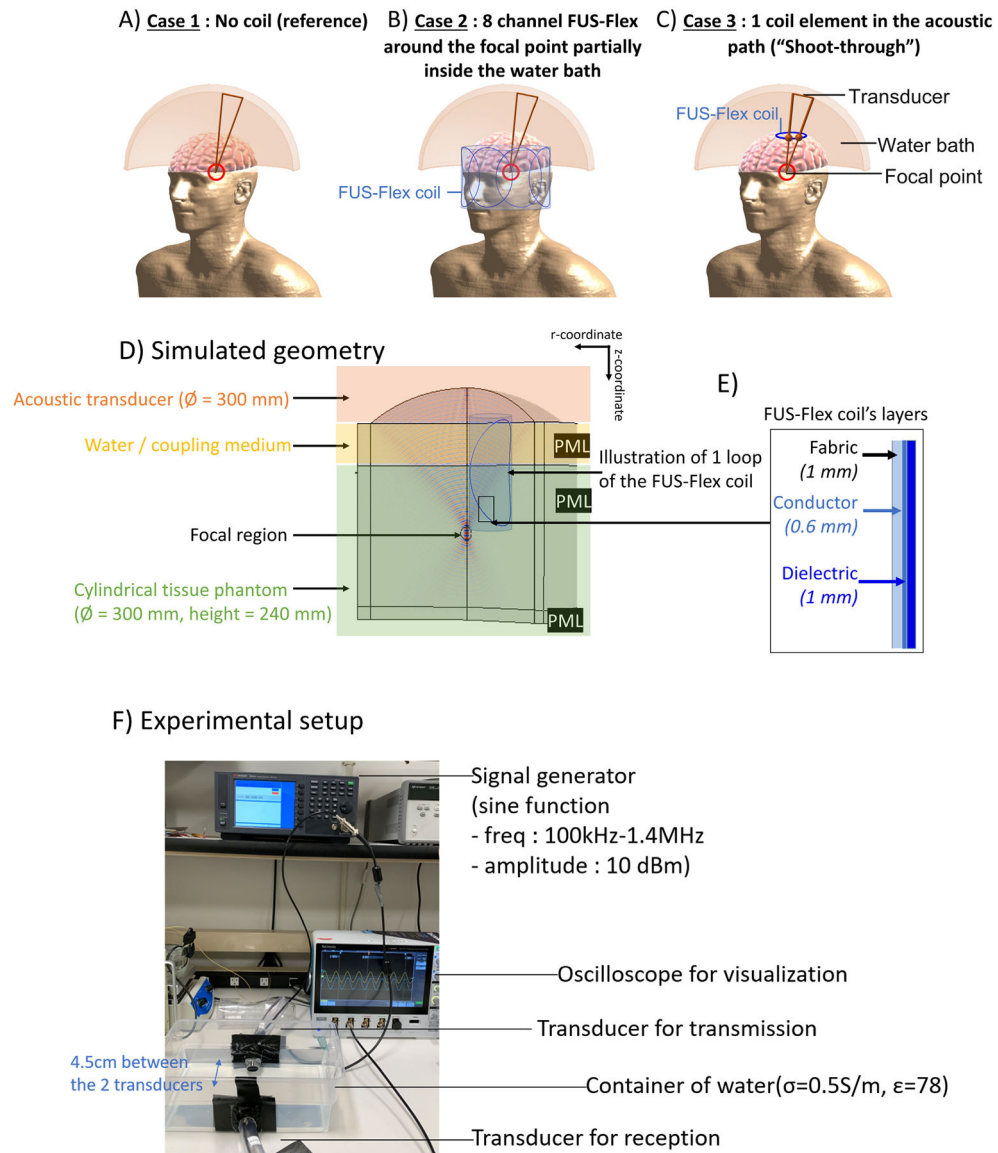 A) Case 1 : No coil (reference)
B) Case 2 : 8 channel FUS-Flex
around the focal point partially
inside the water bath
C) Case 3 : 1 coil element in the acoustic
path (“Shoot-through”)
FUS-Flex coil
FUS-Flex coil
Transducer
Water bath
Focal point
D) Simulated geometry
r-coordinate
z-coordinate
Acoustic transducer (Ø = 300 mm)
Water / coupling medium
Focal region
Cylindrical tissue phantom
(Ø = 300 mm, height = 240 mm)
PML
PML
PML
Illustration of 1 loop
of the FUS-Flex coil
E)
FUS-Flex coil’s layers
Fabric
(1 mm)
Conductor
(0.6 mm)
Dielectric
(1 mm)
F) Experimental setup
Signal generator
(sine function
- freq : 100kHz-1.4MHz
- amplitude : 10 dBm)
Oscilloscope for visualization
Transducer for transmission
4.5cm between
the 2 transducers
Container of water(σ=0.5S/m, ε=78)
Transducer for reception